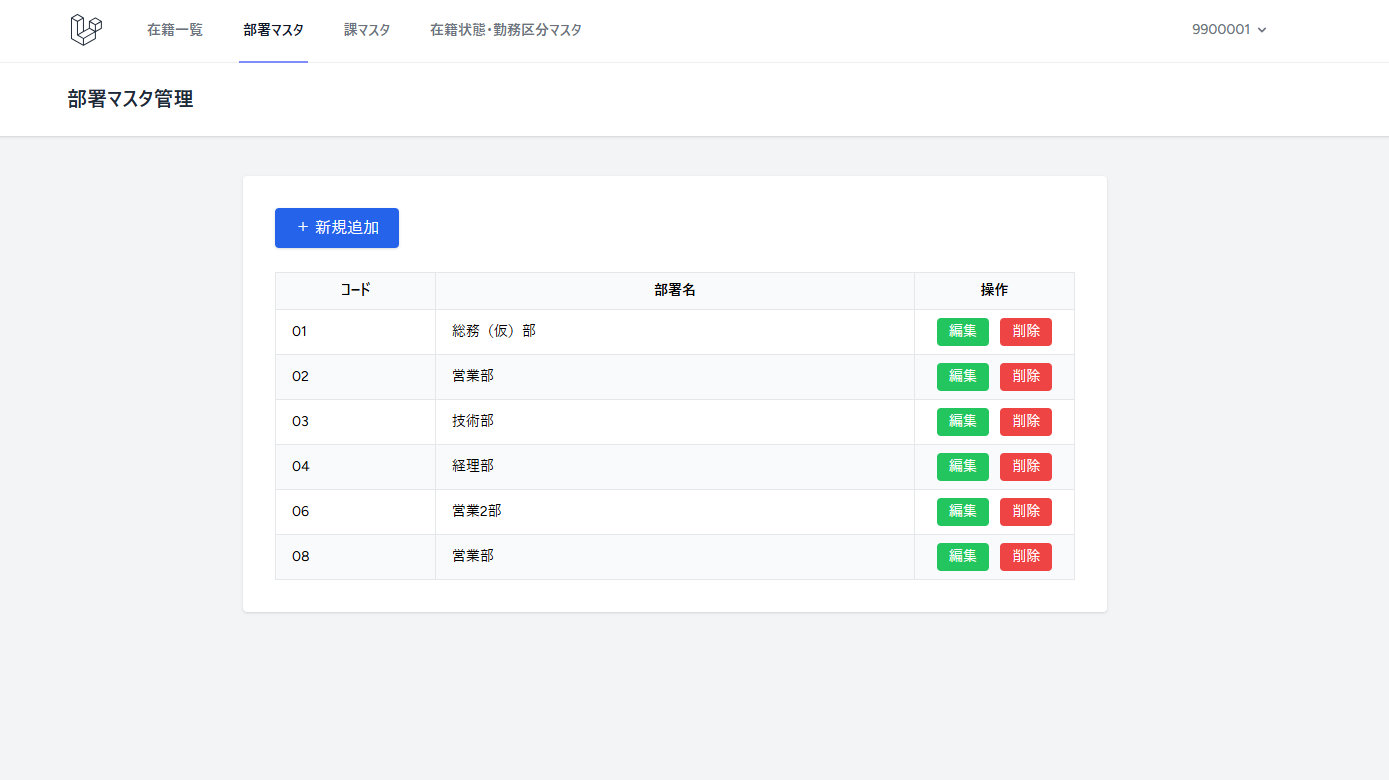 在籍一覧 部署マスタ 課マスタ 在籍状態・勤務区分マスタ 9900001
部署マスタ管理
＋ 新規追加
コード 部署名 操作
01 総務（仮）部 編集 削除
02 営業部 編集 削除
03 技術部 編集 削除
04 経理部 編集 削除
06 営業2部 編集 削除
08 営業部 編集 削除